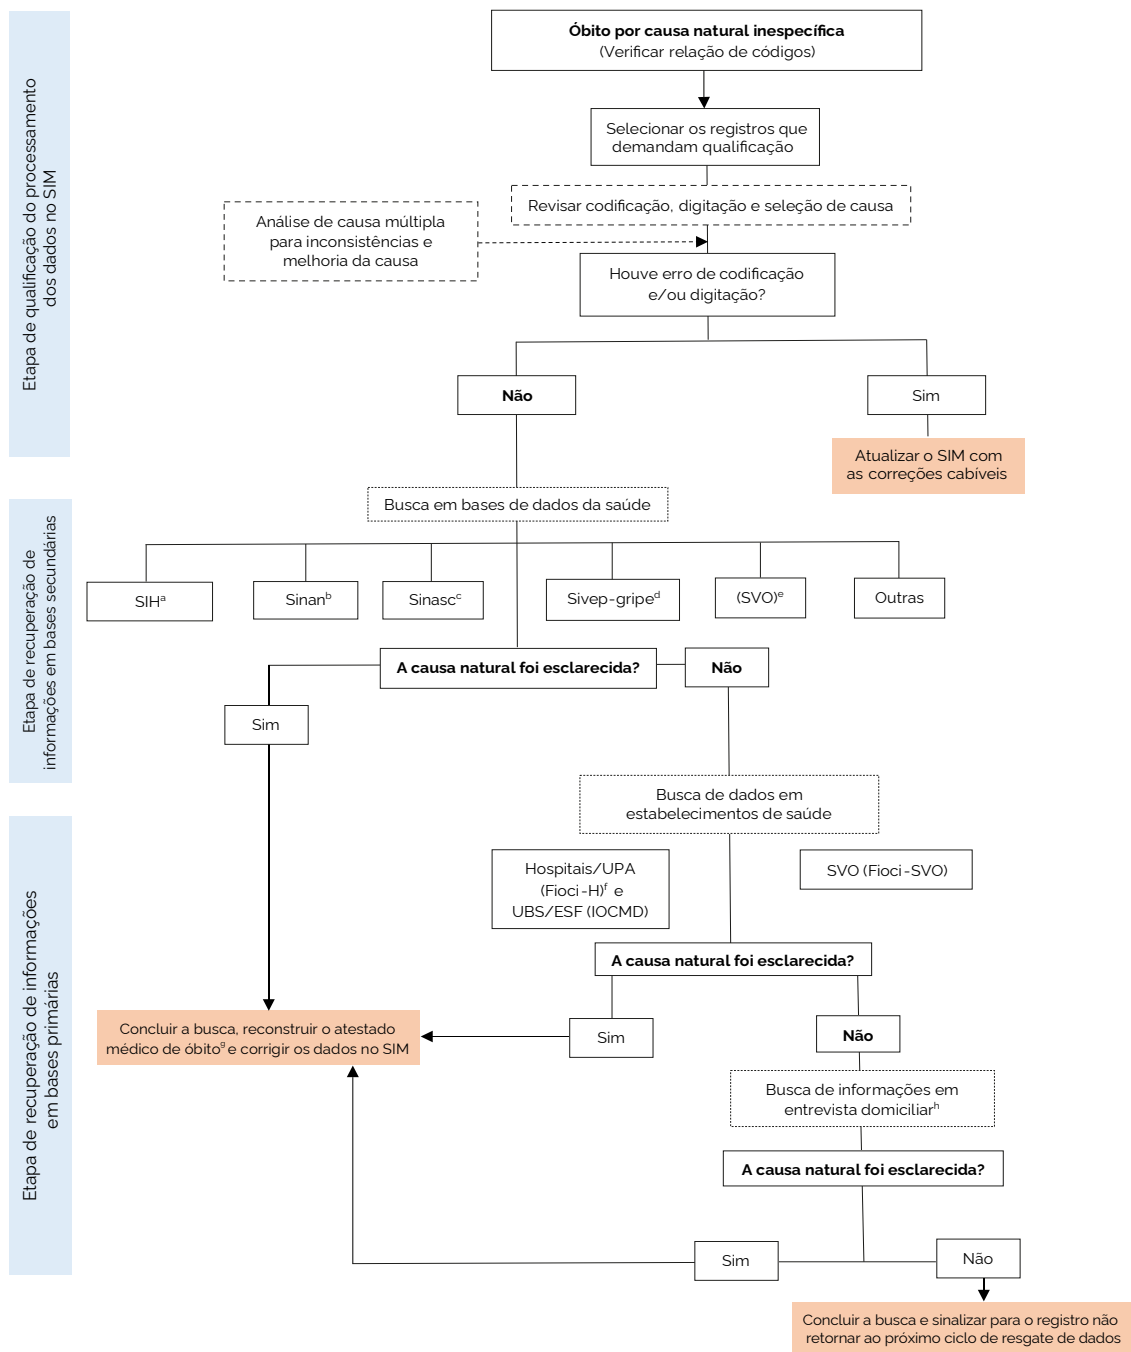 Etapa de qualificação do processamento
dos dados no SIM
Óbito por causa natural inespecífica
(Verificar relação de códigos)
Selecionar os registros que
demandam qualificação
Revisar codificação, digitação e seleção de causa
Análise de causa múltipla
para inconsistências e
melhoria da causa
Houve erro de codificação
e/ou digitação?
Não
Sim
Atualizar o SIM com
as correções cabíveis
Etapa de recuperação de
informações em bases secundárias
Busca em bases de dados da saúde
SIHᵃ
Sinanᵇ
Sinascᶜ
Sivep-gripeᵈ
(SVO)ᵉ
Outras
A causa natural foi esclarecida?
Não
Sim
Etapa de recuperação de informações
em bases primárias
Busca de dados em
estabelecimentos de saúde
Hospitais/UPA
(Fioci-H)ᶠ e
UBS/ESF (IOCMD)
SVO (Fioci-SVO)
A causa natural foi esclarecida?
Sim
Não
Concluir a busca, reconstruir o atestado
médico de óbitoᵍ e corrigir os dados no SIM
Busca de informações em
entrevista domiciliarʰ
A causa natural foi esclarecida?
Sim
Não
Concluir a busca e sinalizar para o registro não
retornar ao próximo ciclo de resgate de dados